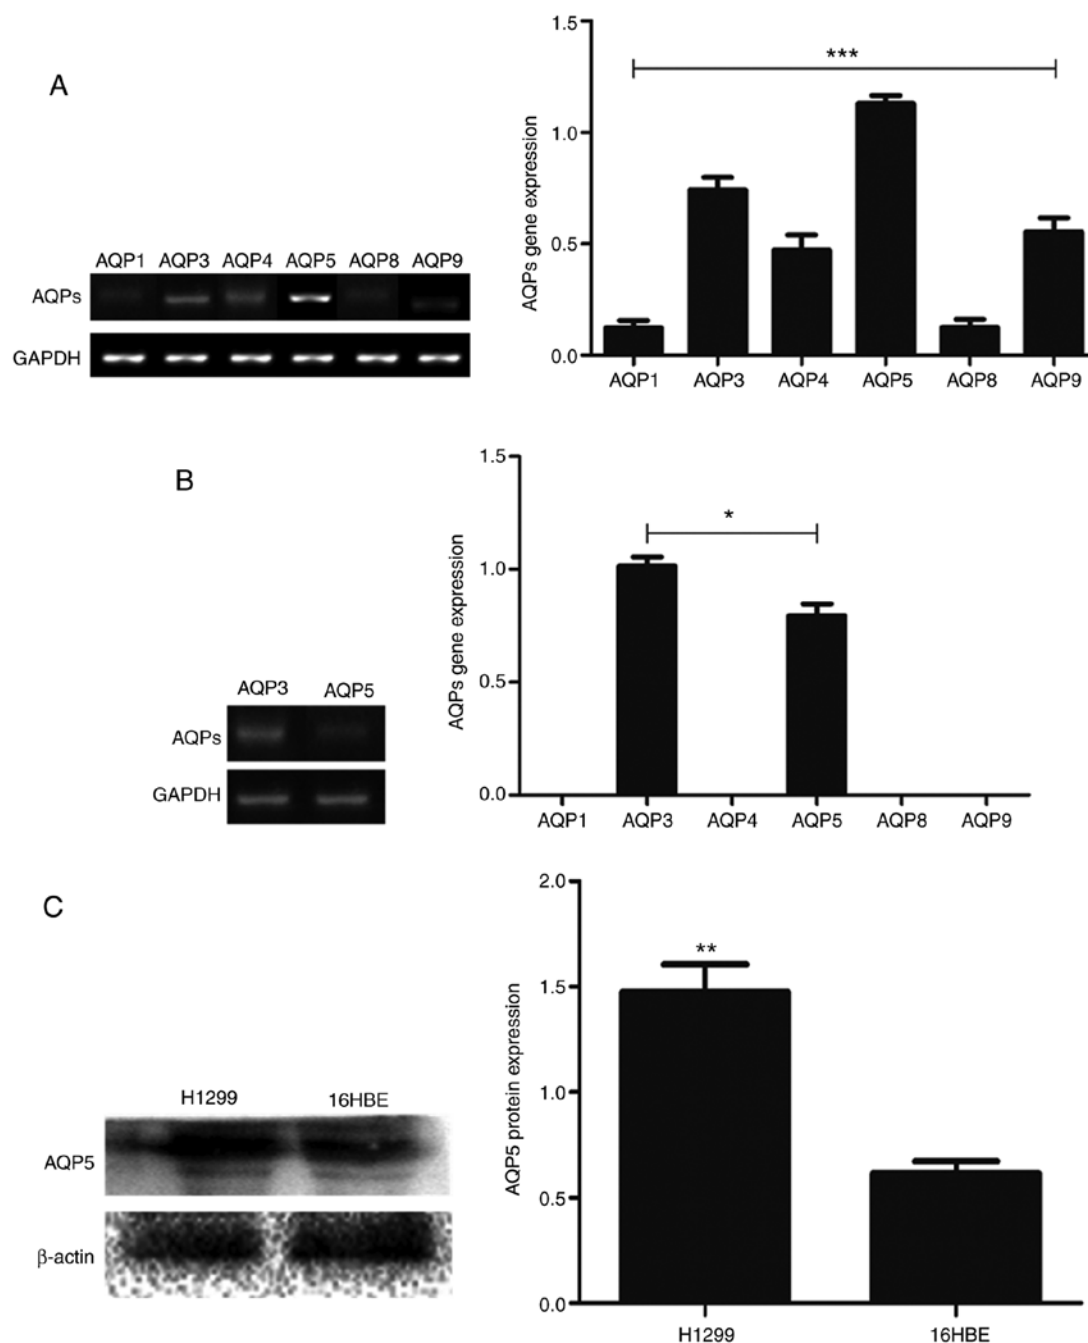 A
AQP1 AQP3 AQP4 AQP5 AQP8 AQP9
AQPs
GAPDH
AQPs gene expression
1.5
1.0
0.5
0.0
***
AQP1 AQP3 AQP4 AQP5 AQP8 AQP9
B
AQP3 AQP5
AQPs
GAPDH
AQPs gene expression
1.5
1.0
0.5
0.0
*
AQP1 AQP3 AQP4 AQP5 AQP8 AQP9
C
H1299 16HBE
AQP5
β-actin
AQP5 protein expression
2.0
1.5
1.0
0.5
0.0
**
H1299 16HBE